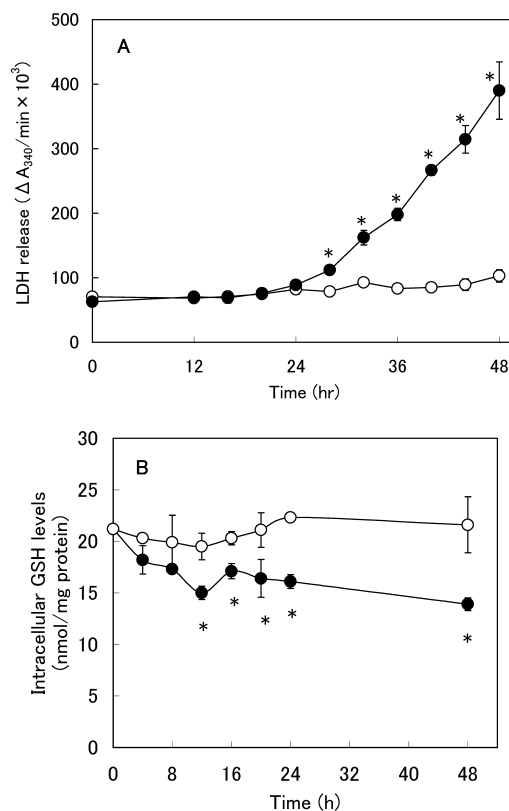 A
LDH release (Δ A340/min × 10³)
500
400
300
200
100
0
0 12 24 36 48
Time (hr)
* * * * * *
B
Intracellular GSH levels
(nmol/mg protein)
30
25
20
15
10
5
0
0 8 16 24 32 40 48
Time (h)
* * * * *